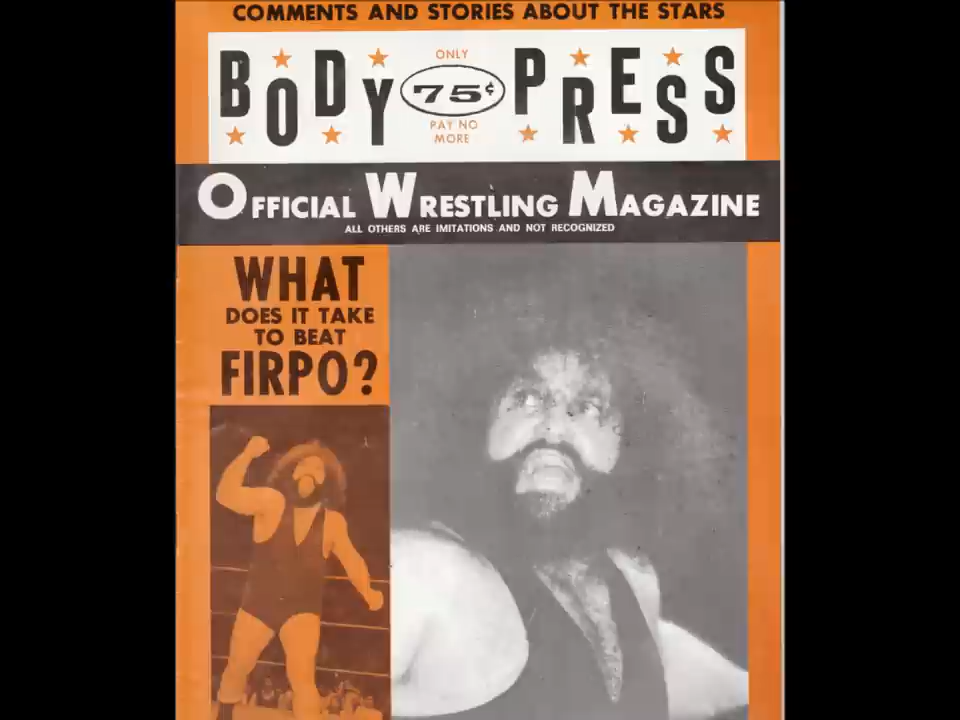 COMMENTS AND STORIES ABOUT THE STARS
BODY PRESS
ONLY
75¢
PAY NO
MORE
OFFICIAL WRESTLING MAGAZINE
ALL OTHERS ARE IMITATIONS AND NOT RECOGNIZED
WHAT
DOES IT TAKE
TO BEAT
FIRPO?